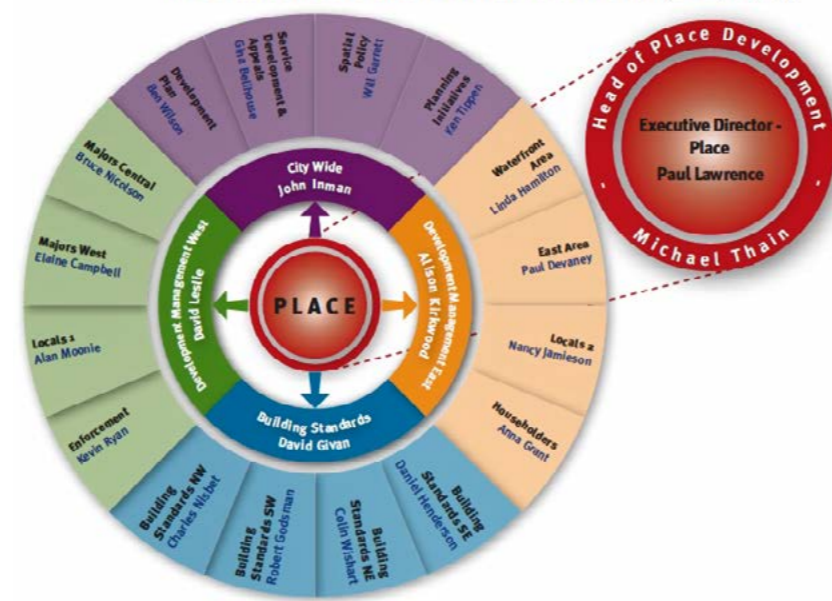 Development
Plan
Ben Wilson
Service
Development &
Appeals
Gina Bellhouse
Spatial
Policy
Will Garrett
Planning
Initiatives
Ken Tippen
Waterfront
Area
Linda Hamilton
East Area
Paul Devaney
Locals 2
Nancy Jamieson
Householders
Anna Grant
Building
Standards SE
Daniel Henderson
Building
Standards NE
Colin Wishart
Building
Standards SW
Robert Godsman
Building
Standards NW
Charles Nisbet
Enforcement
Kevin Ryan
Locals 1
Alan Moonie
Majors West
Elaine Campbell
Majors Central
Bruce Nicolson
City Wide
John Inman
Development Management East
Alison Kirkwood
Building Standards
David Givan
Development Management West
David Leslie
PLACE
Head of Place Development
Executive Director -
Place
Paul Lawrence
- Michael Thain -